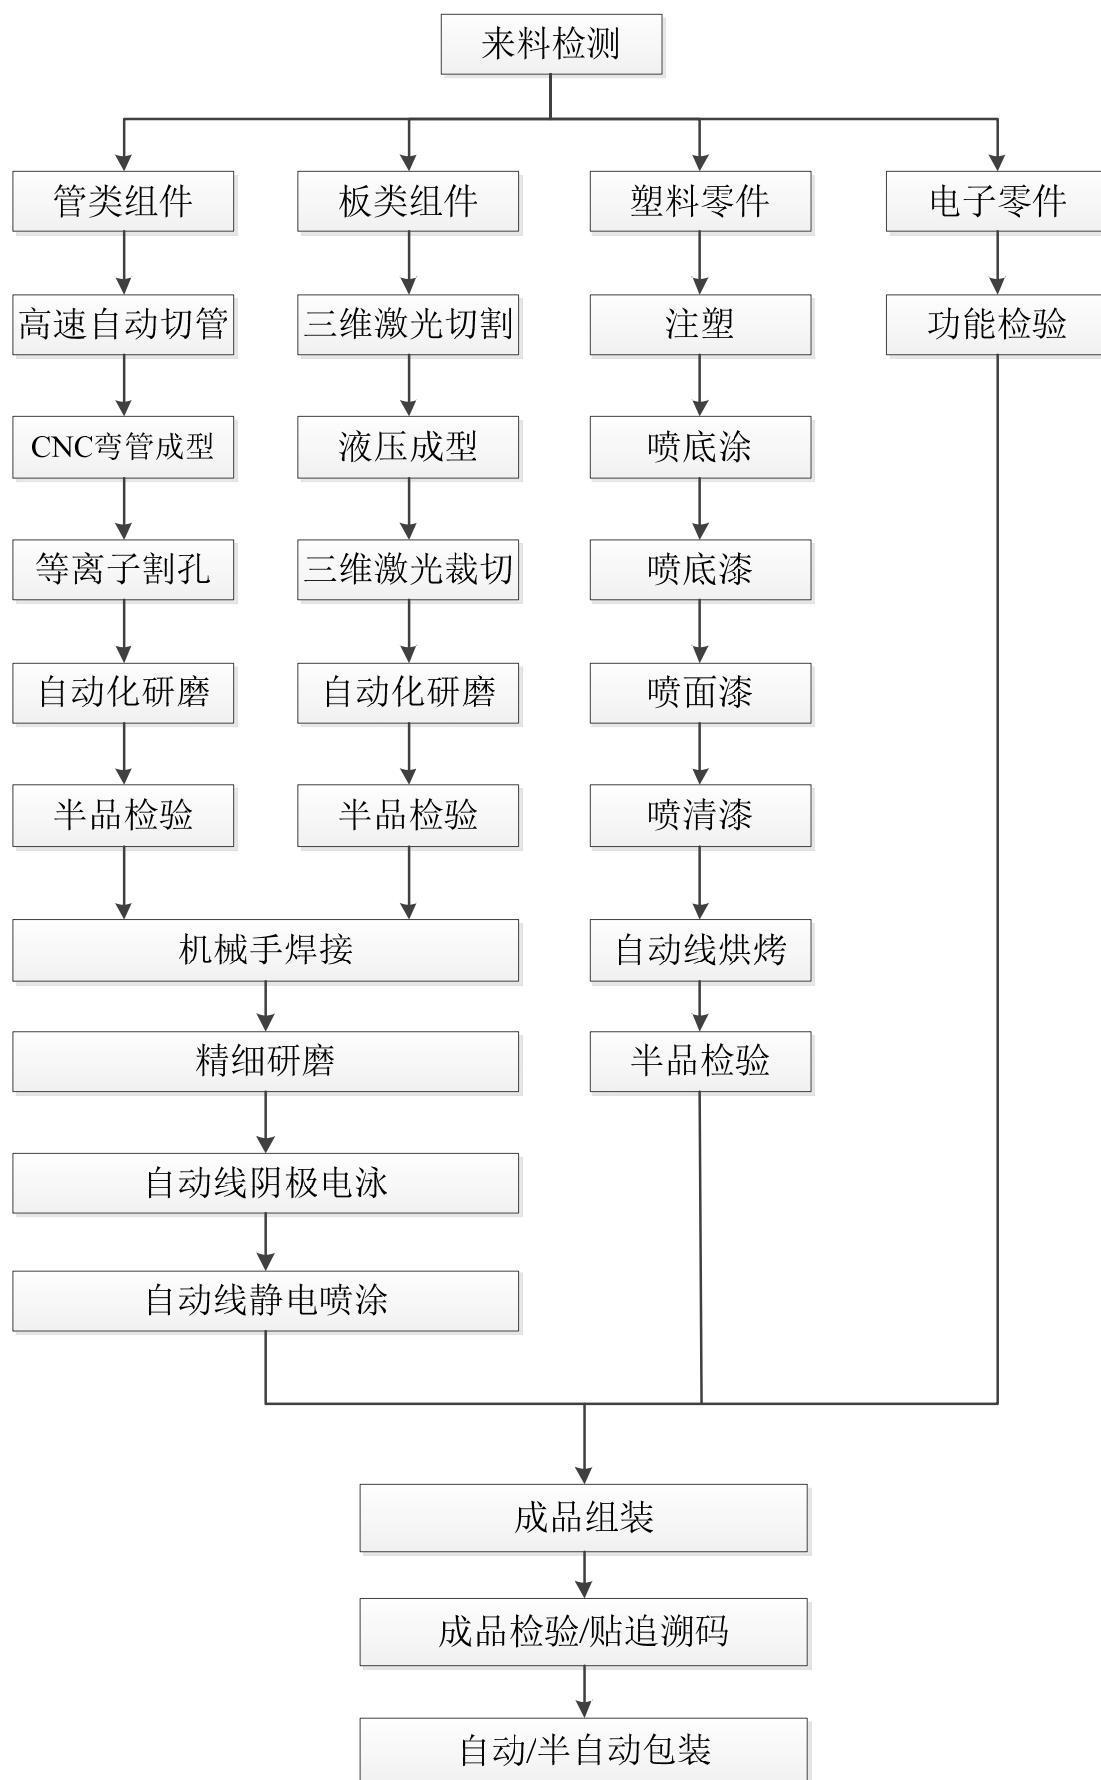 来料检测
管类组件
板类组件
塑料零件
电子零件
高速自动切管
三维激光切割
注塑
功能检验
CNC弯管成型
液压成型
喷底涂
等离子割孔
三维激光裁切
喷底漆
自动化研磨
自动化研磨
喷面漆
半品检验
半品检验
喷清漆
机械手焊接
自动线烘烤
精细研磨
半品检验
自动线阴极电泳
自动线静电喷涂
成品组装
成品检验/贴追溯码
自动/半自动包装